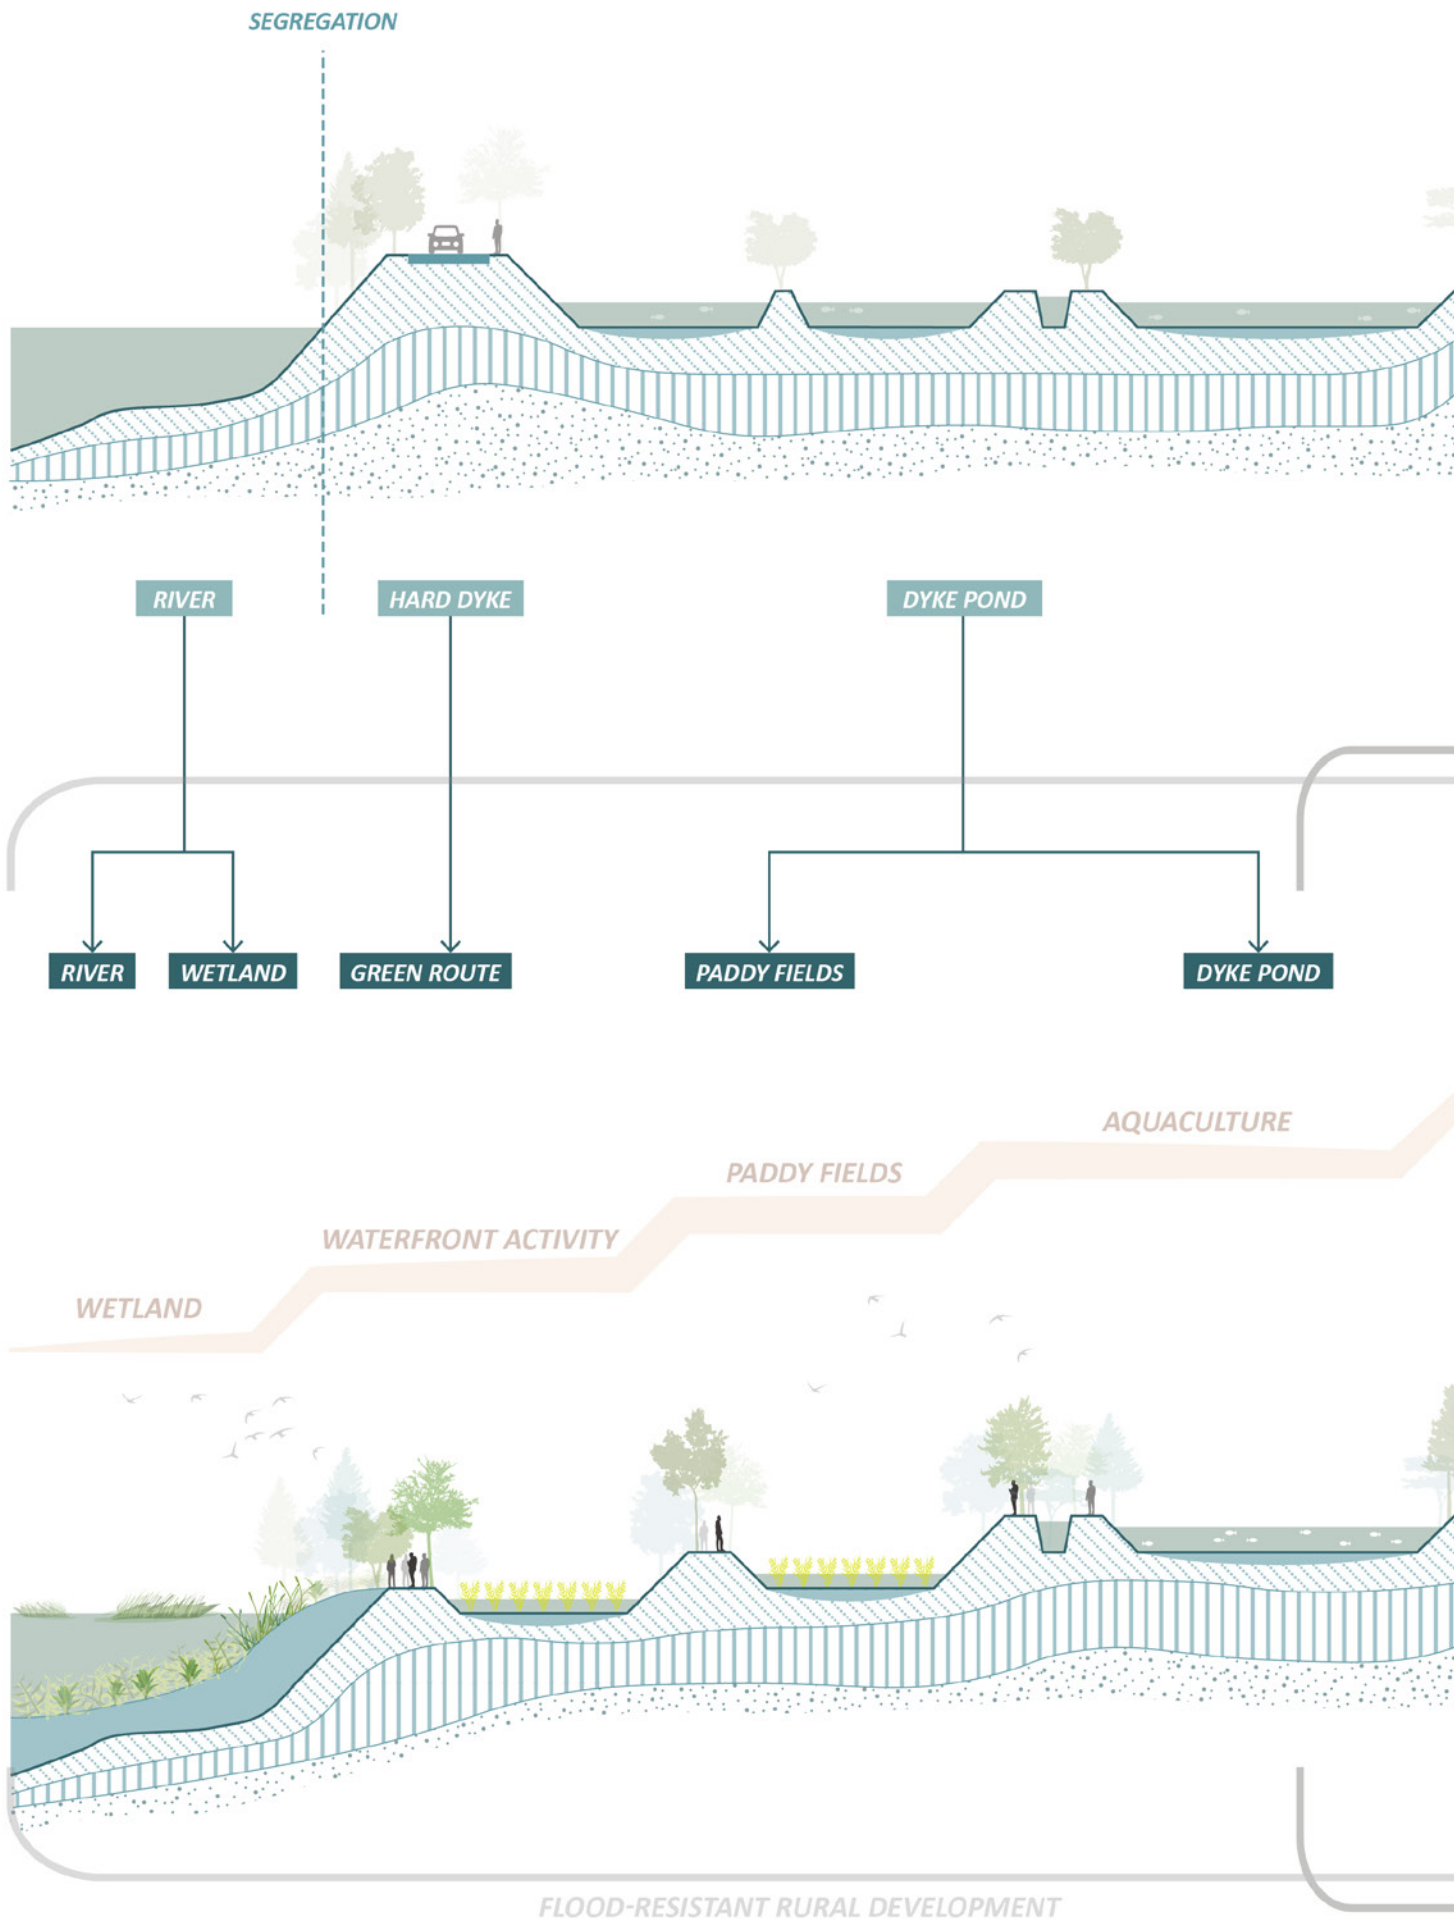 SEGREGATION
RIVER
HARD DYKE
DYKE POND
RIVER
WETLAND
GREEN ROUTE
PADDY FIELDS
DYKE POND
AQUACULTURE
PADDY FIELDS
WATERFRONT ACTIVITY
WETLAND
FLOOD-RESISTANT RURAL DEVELOPMENT